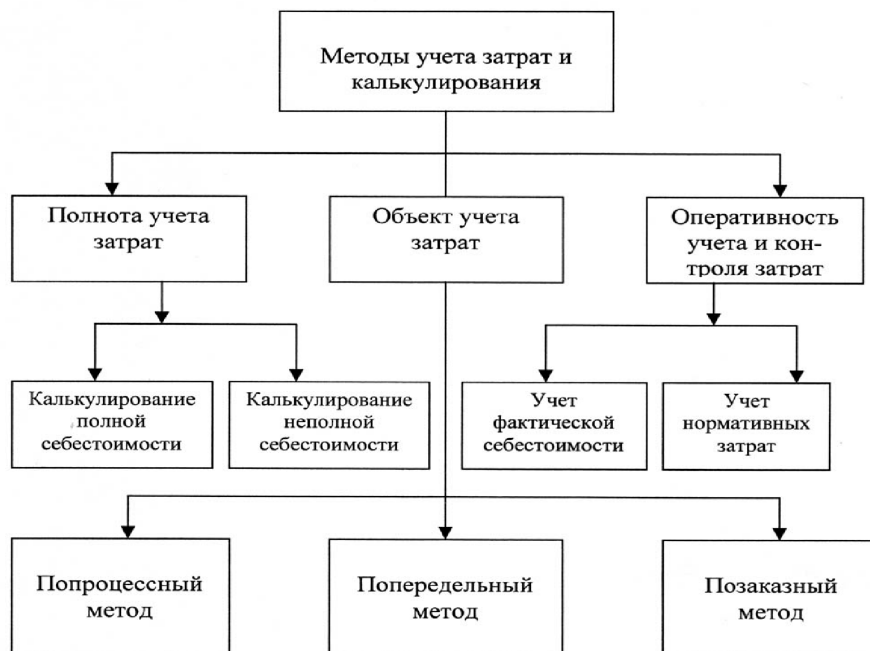 Методы учета затрат и
калькулирования
Полнота учета
затрат
Объект учета
затрат
Оперативность
учета и кон-
троля затрат
Калькулирование
полной
себестоимости
Калькулирование
неполной
себестоимости
Учет
фактической
себестоимости
Учет
нормативных
затрат
Попроцессный
метод
Попередельный
метод
Позаказный
метод